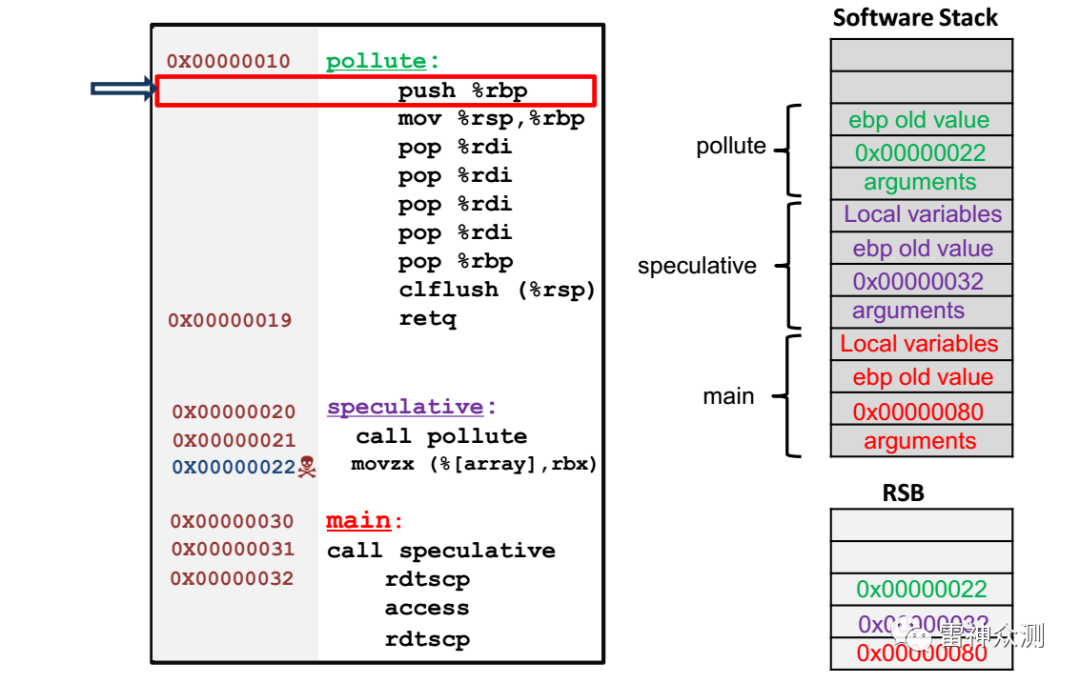 0X00000010 pollute:
push %rbp
mov %rsp,%rbp
pop %rdi
pop %rdi
pop %rdi
pop %rdi
pop %rbp
clflush (%rsp)
0X00000019 retq
0X00000020 speculative:
0X00000021 call pollute
0X00000022 movzx (%[array],rbx)
0X00000030 main:
0X00000031 call speculative
0X00000032 rdtscp
access
rdtscp
Software Stack
pollute
ebp old value
0x00000022
arguments
speculative
Local variables
ebp old value
0x00000032
arguments
main
Local variables
ebp old value
0x00000080
arguments
RSB
0x00000022
0x00000032
雷神众测
0x00000080